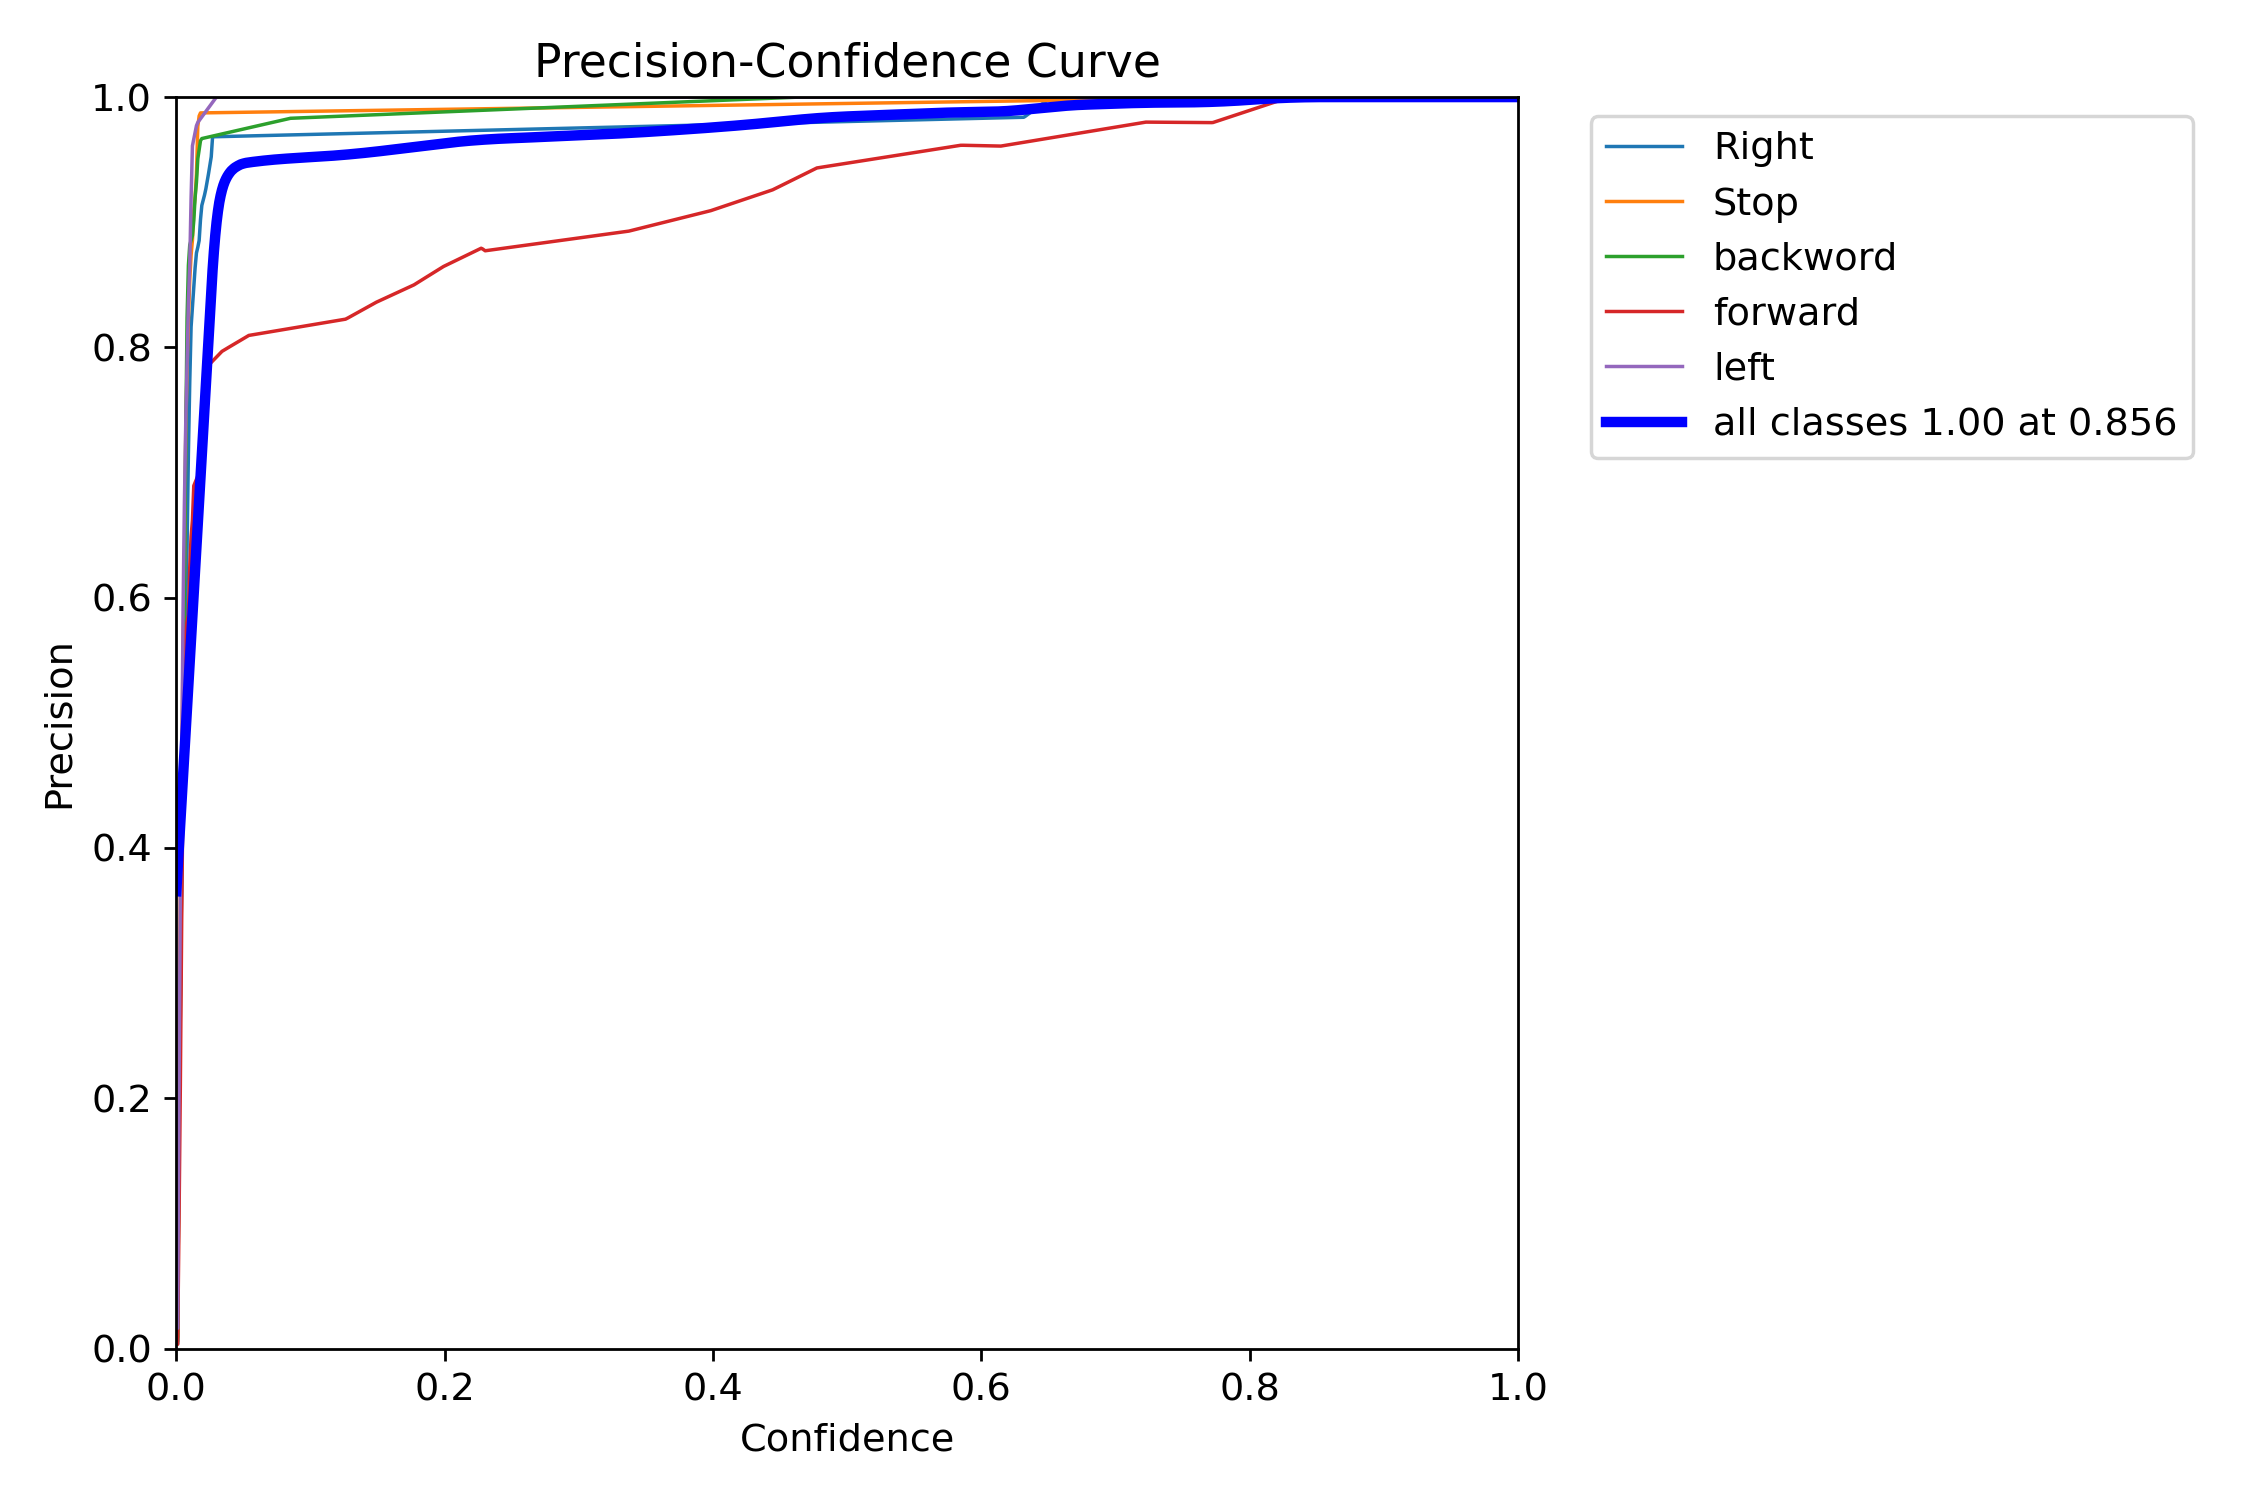 Precision-Confidence Curve
1.0
0.8
0.6
0.4
0.2
0.0
Precision
0.0 0.2 0.4 0.6 0.8 1.0
Confidence
Right
Stop
backword
forward
left
all classes 1.00 at 0.856